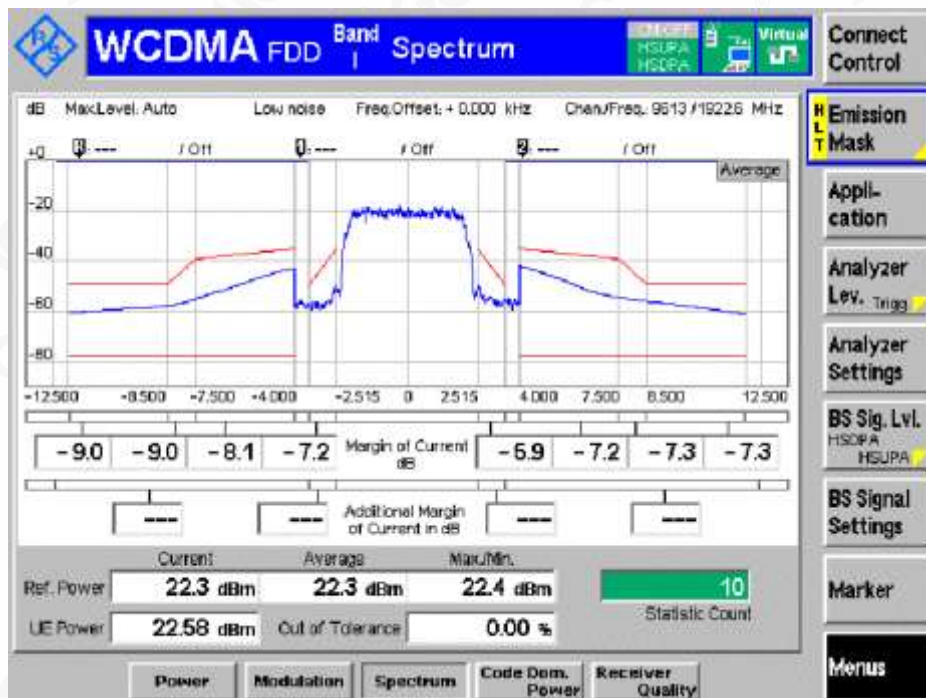 WCDMA FDD Band I Spectrum
HSUPA
HSDPA
Virtual
Connect Control
dB Max.Level: Auto Low noise Freq.Offset: + 0.000 kHz Chan./Freq.: 9613 /1922.6 MHz
HLT
Emission Mask
--- / Off --- / Off 2: --- / Off
Average
+0
-20
-40
-60
-80
-12.500 -8.500 -7.500 -4.000 -2.515 0 2.515 4.000 7.500 8.500 12.500
Appli-cation
Analyzer Lev. Trigg
Analyzer Settings
BS Sig. Lvl.
HSDPA
HSUPA
BS Signal Settings
Marker
Menus
-9.0 -9.0 -8.1 -7.2 Margin of Current dB -6.9 -7.2 -7.3 -7.3
--- --- Additional Margin of Current in dB --- ---
Current Average Max./Min.
Ref. Power 22.3 dBm 22.3 dBm 22.4 dBm 10
Statistic Count
UE Power 22.58 dBm Out of Tolerance 0.00 %
Power Modulation Spectrum Code Dom. Power Receiver Quality